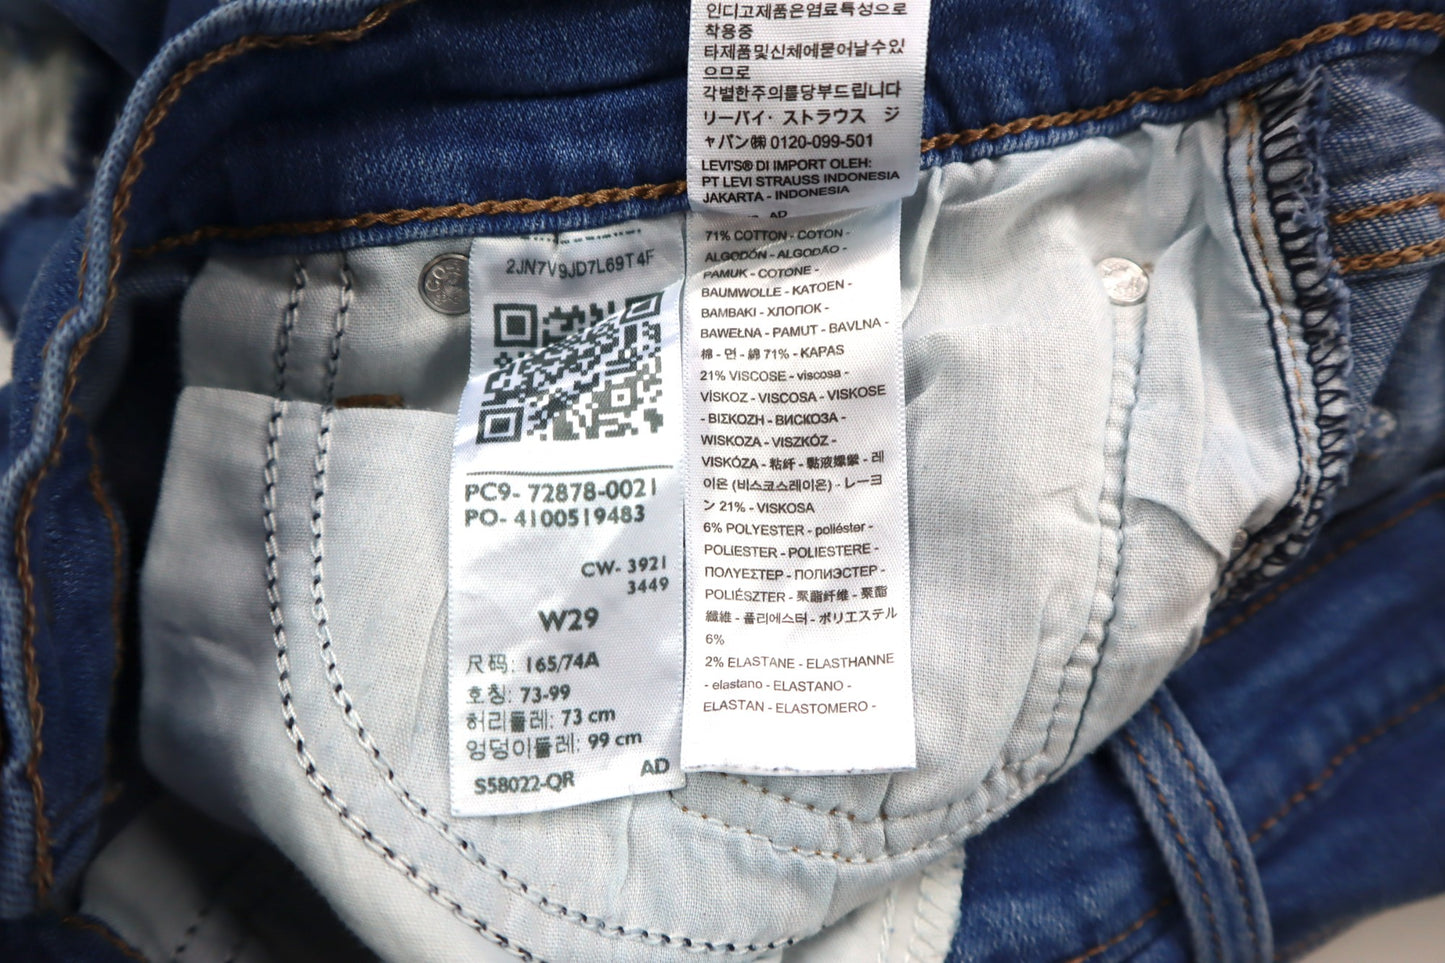 인디고제품은염료특성으로
착용중
타제품및신체에묻어날수있
으므로
각별한주의를당부드립니다
リーバイ・ストラウス ジ
ャパン㈱ 0120-099-501
LEVI'S® DI IMPORT OLEH:
PT LEVI STRAUSS INDONESIA
JAKARTA - INDONESIA
AD
71% COTTON - COTON -
ALGODÓN - ALGODÃO -
PAMUK - COTONE -
BAUMWOLLE - KATOEN -
BAMBAKI - ХЛОПОК -
BAWEŁNA - PAMUT - BAVLNA -
棉 - 면 - 綿 71% - KAPAS
21% VISCOSE - viscosa -
VİSKOZ - VISCOSA - VISKOSE
- ΒΙΣΚΟΖΗ - ВИСКОЗА -
WISKOZA - VISZKÓZ -
VISKÓZA - 粘纤 - 黏液嫘縈 - 레
이온 (비스코스레이온) - レーヨ
ン 21% - VISKOSA
6% POLYESTER - poliéster -
POLIESTER - POLIESTERE -
ΠΟΛΥΕΣΤΕΡ - ПОЛИЭСТЕР -
POLIÉSZTER - 聚酯纤维 - 聚酯
纖維 - 폴리에스터 - ポリエステル
6%
2% ELASTANE - ELASTHANNE
- elastano - ELASTANO -
ELASTAN - ELASTOMERO -
2JN7V9JD7L69T4F
PC9- 72878-0021
PO- 4100519483
CW- 3921
3449
W29
尺码: 165/74A
호칭: 73-99
허리둘레: 73 cm
엉덩이둘레: 99 cm
S58022-QR AD